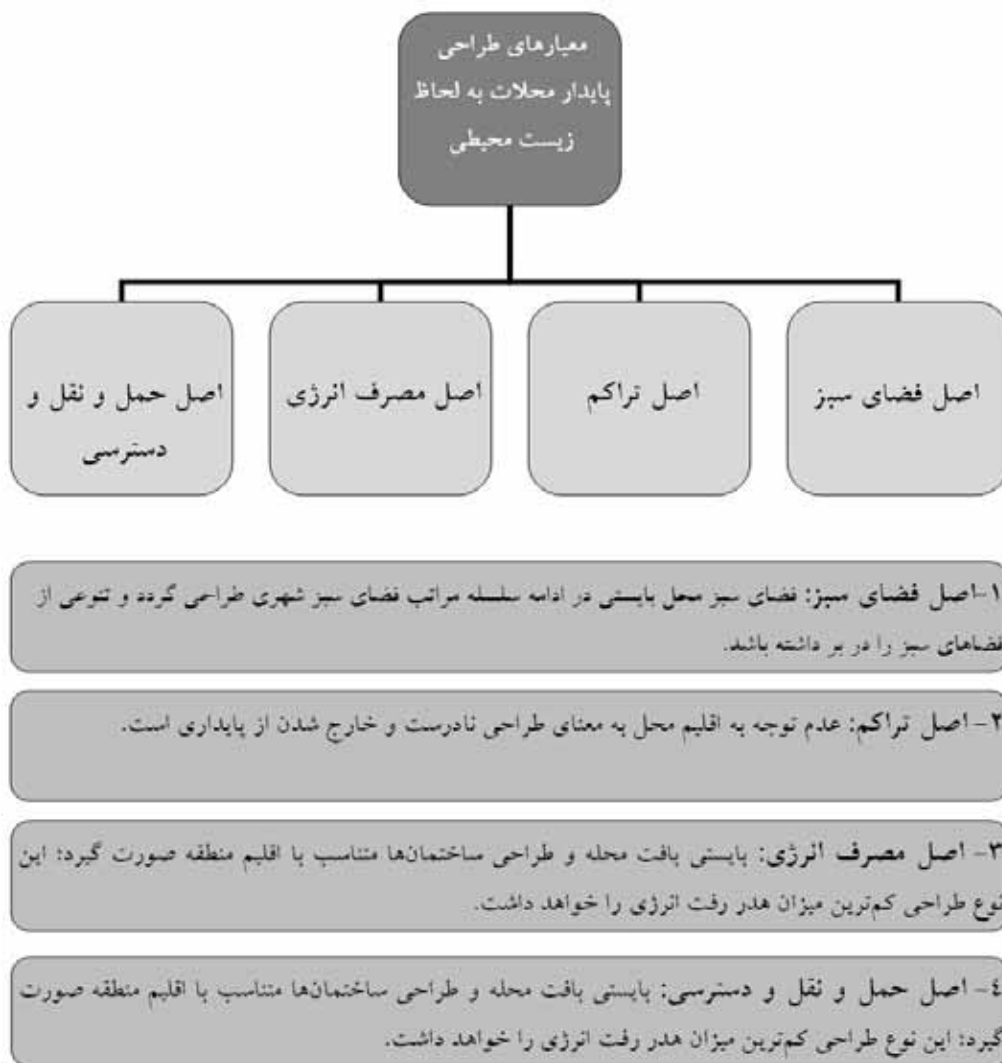 معیارهای طراحی
پایدار محلات به لحاظ
زیست محیطی
اصل فضای سبز
اصل تراکم
اصل مصرف انرژی
اصل حمل و نقل و
دسترسی
۱-اصل فضای سبز: فضای سبز محل بایستی در ادامه سلسله مراتب فضای سبز شهری طراحی گردد و تنوعی از
فضاهای سبز را در بر داشته باشد.
۲- اصل تراکم: عدم توجه به اقلیم محل به معنای طراحی نادرست و خارج شدن از پایداری است.
۳- اصل مصرف انرژی: بایستی بافت محله و طراحی ساختمان‌ها متناسب با اقلیم منطقه صورت گیرد؛ این
نوع طراحی کم‌ترین میزان هدر رفت انرژی را خواهد داشت.
٤- اصل حمل و نقل و دسترسی: بایستی بافت محله و طراحی ساختمان‌ها متناسب با اقلیم منطقه صورت
گیرد؛ این نوع طراحی کم‌ترین میزان هدر رفت انرژی را خواهد داشت.